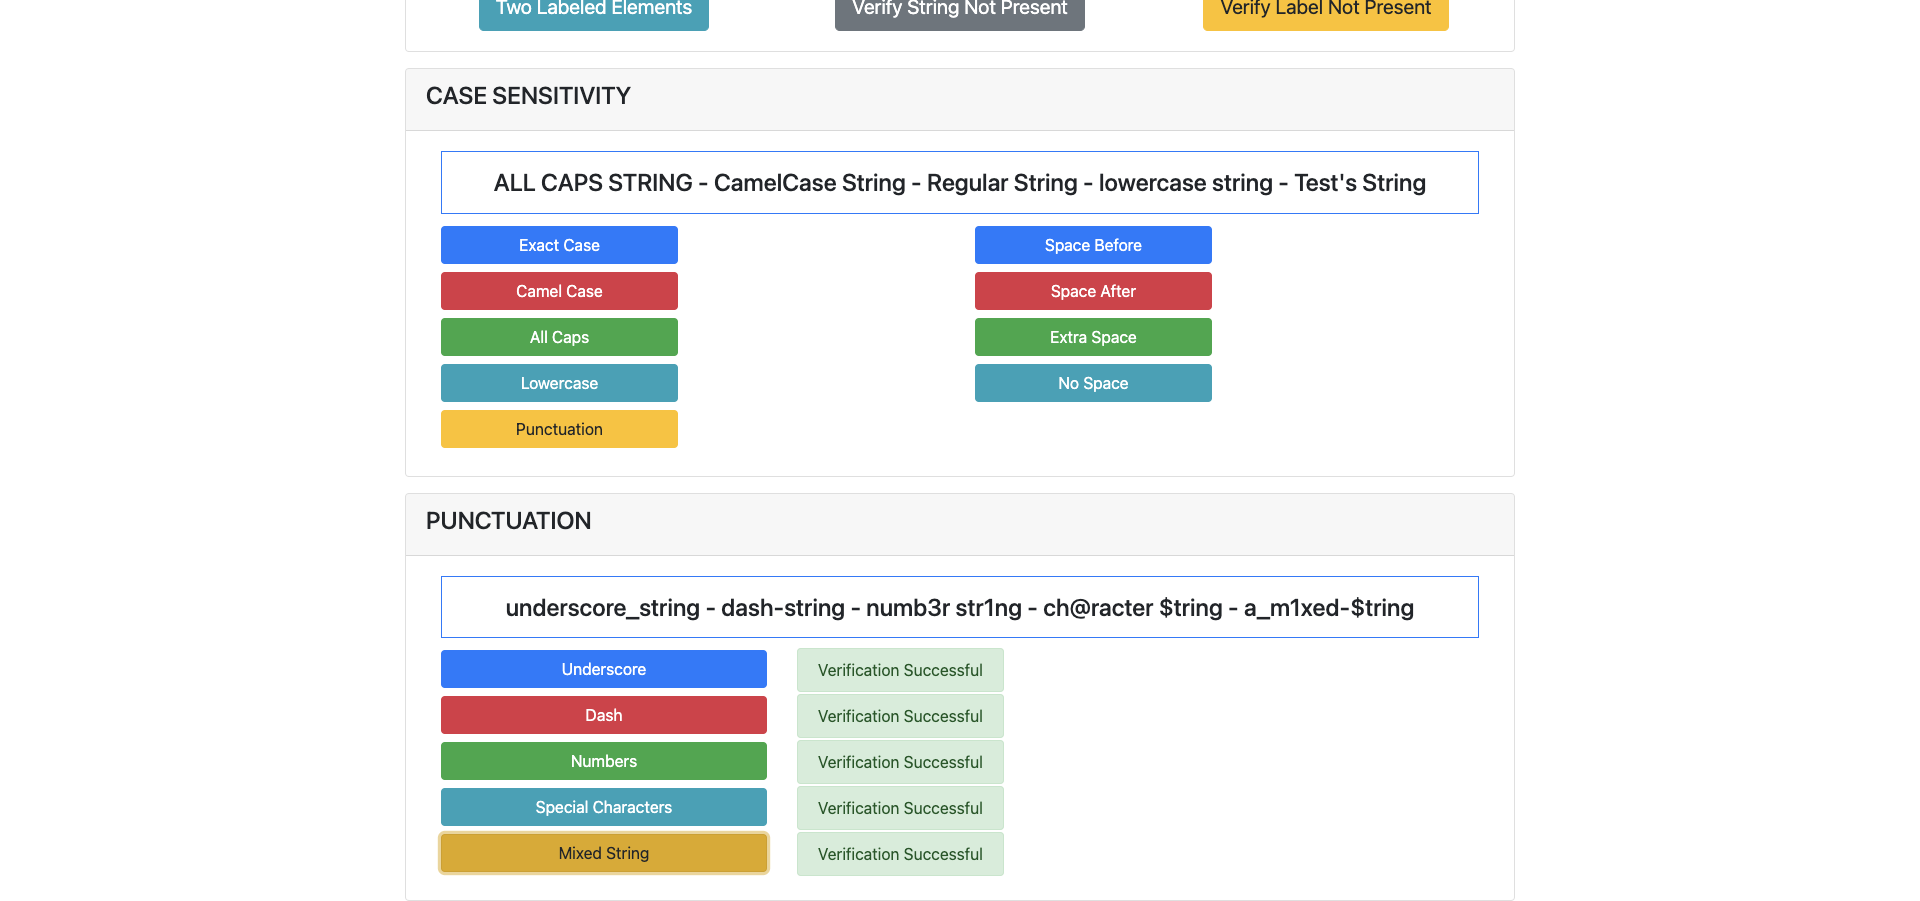 Two Labeled Elements
Verify String Not Present
Verify Label Not Present
CASE SENSITIVITY
ALL CAPS STRING - CamelCase String - Regular String - lowercase string - Test's String
Exact Case
Space Before
Camel Case
Space After
All Caps
Extra Space
Lowercase
No Space
Punctuation
PUNCTUATION
underscore_string - dash-string - numb3r str1ng - ch@racter $tring - a_m1xed-$tring
Underscore
Verification Successful
Dash
Verification Successful
Numbers
Verification Successful
Special Characters
Verification Successful
Mixed String
Verification Successful